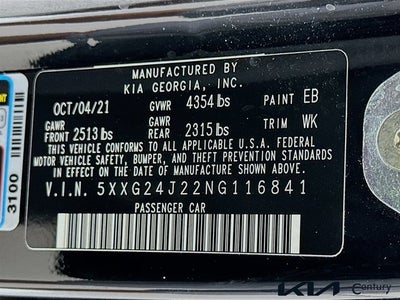 MANUFACTURED BY
KIA GEORGIA, INC.
OCT/04/21 GVWR 4354 lbs PAINT EB
GAWR FRONT 2513 lbs GAWR REAR 2315 lbs TRIM WK
THIS VEHICLE CONFORMS TO ALL APPLICABLE U.S.A. FEDERAL
MOTOR VEHICLE SAFETY, BUMPER, AND THEFT PREVENTION STANDARDS
IN EFFECT ON THE DATE OF MANUFACTURE SHOWN ABOVE.
V.I.N. 5XXG24J22NG116841
PASSENGER CAR
3100
KIA Century